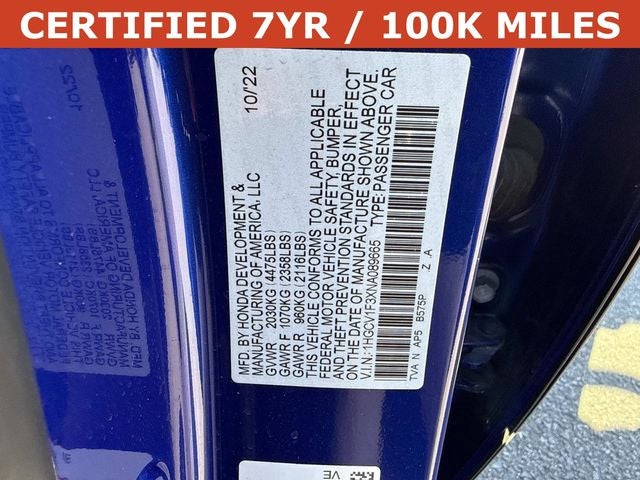 CERTIFIED 7YR / 100K MILES
MFD. BY HONDA DEVELOPMENT &
MANUFACTURING OF AMERICA, LLC
10/22
GVWR 2030KG (4475LBS)
GAWR F 1070KG (2358LBS)
GAWR R 960KG (2116LBS)
THIS VEHICLE CONFORMS TO ALL APPLICABLE
FEDERAL MOTOR VEHICLE SAFETY, BUMPER,
AND THEFT PREVENTION STANDARDS IN EFFECT
ON THE DATE OF MANUFACTURE SHOWN ABOVE.
V.I.N.: 1HGCV1F3XNA089665 TYPE:PASSENGER CAR
TVA N AP5 B575P Z A
VE